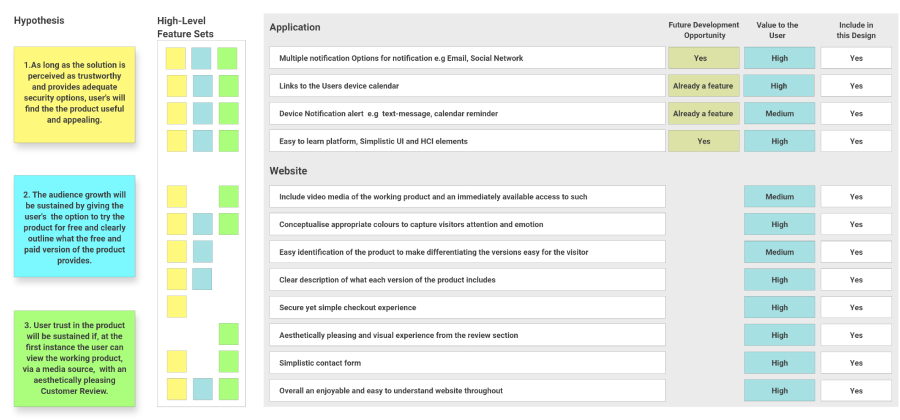 Hypothesis
High-Level
Feature Sets
1.As long as the solution is
perceived as trustworthy
and provides adequate
security options, user's will
find the the product useful
and appealing.
2. The audience growth will
be sustained by giving the
user's the option to try the
product for free and clearly
outline what the free and
paid version of the product
provides.
3. User trust in the product
will be sustained if, at the
first instance the user can
view the working product,
via a media source, with an
aesthetically pleasing
Customer Review.
Application
Future Development
Opportunity
Value to the
User
Include in
this Design
Multiple notification Options for notification e.g Email, Social Network
Yes
High
Yes
Links to the Users device calendar
Already a feature
High
Yes
Device Notification alert e.g text-message, calendar reminder
Already a feature
Medium
Yes
Easy to learn platform, Simplistic UI and HCI elements
Yes
High
Yes
Website
Include video media of the working product and an immediately available access to such
Medium
Yes
Conceptualise appropriate colours to capture visitors attention and emotion
High
Yes
Easy identification of the product to make differentiating the versions easy for the visitor
Medium
Yes
Clear description of what each version of the product includes
High
Yes
Secure yet simple checkout experience
High
Yes
Aesthetically pleasing and visual experience from the review section
High
Yes
Simplistic contact form
High
Yes
Overall an enjoyable and easy to understand website throughout
High
Yes